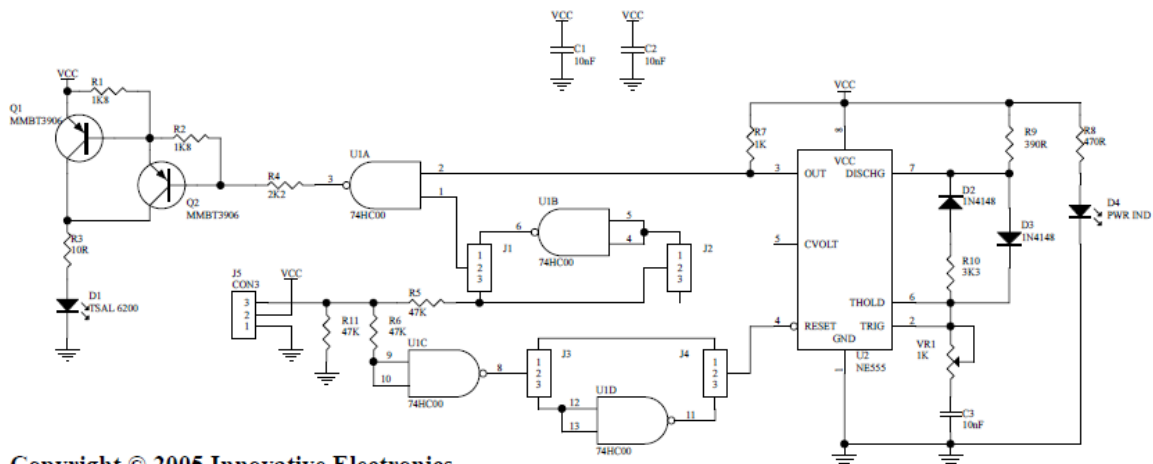 VCC
VCC
C1
10nF
C2
10nF
VCC
R1
1K8
Q1
MMBT3906
R2
1K8
Q2
MMBT3906
R4
2K2
3
U1A
74HC00
2
1
R3
10R
D1
TSAL 6200
U1B
74HC00
6
5
4
J1
1
2
3
J2
1
2
3
J5
CON3
3
2
1
VCC
R5
47K
R11
47K
R6
47K
U1C
9
10
8
74HC00
J3
1
2
3
J4
1
2
3
U1D
12
13
11
74HC00
VCC
R7
1K
8
VCC
3
OUT
DISCHG
7
5
CVOLT
THOLD
6
4
RESET
TRIG
2
GND
1
U2
NE555
R9
390R
R8
470R
D2
1N4148
D3
1N4148
D4
PWR IND
R10
3K3
VR1
1K
C3
10nF
Copyright © 2005 Innovative Electronics